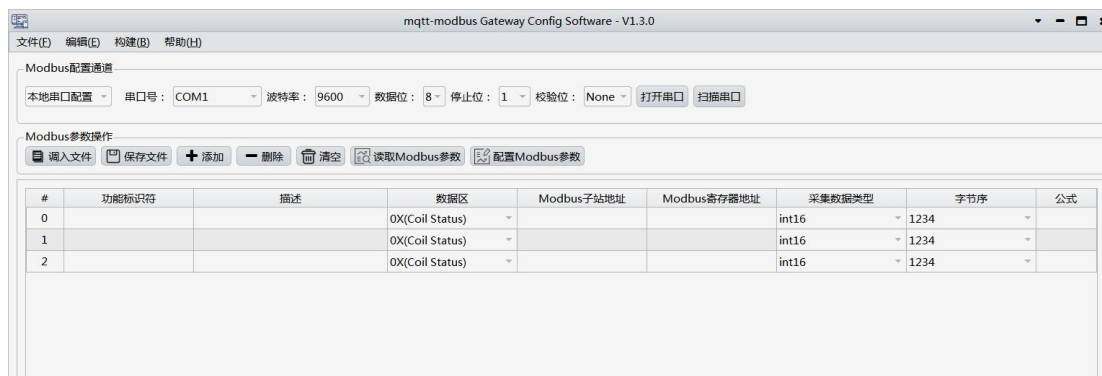 mqtt-modbus Gateway Config Software - V1.3.0
文件(F) 编辑(E) 构建(B) 帮助(H)
Modbus配置通道
本地串口配置 串口号： COM1 波特率： 9600 数据位： 8 停止位： 1 校验位： None 打开串口 扫描串口
Modbus参数操作
调入文件 保存文件 添加 删除 清空 读取Modbus参数 配置Modbus参数
# 功能标识符 描述 数据区 Modbus子站地址 Modbus寄存器地址 采集数据类型 字节序 公式
0 0X(Coil Status) int16 1234
1 0X(Coil Status) int16 1234
2 0X(Coil Status) int16 1234